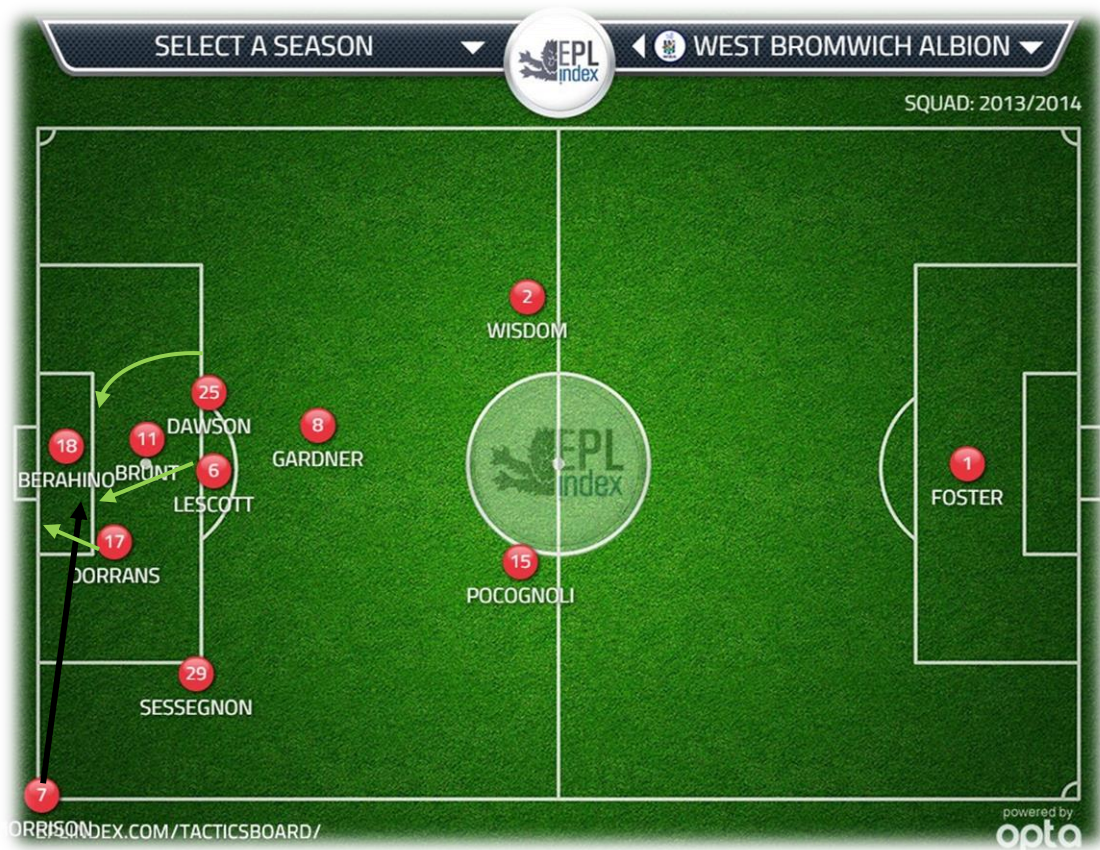 SELECT A SEASON
EPL
index
WEST BROMWICH ALBION
SQUAD: 2013/2014
2
WISDOM
25
DAWSON
8
GARDNER
11
BRUNT
18
BERAHINO
6
LESCOTT
EPL
index
1
FOSTER
17
DORRANS
15
POCOGNOLI
29
SESSEGNON
7
ORRISON
EPLINDEX.COM/TACTICSBOARD/
powered by
opta